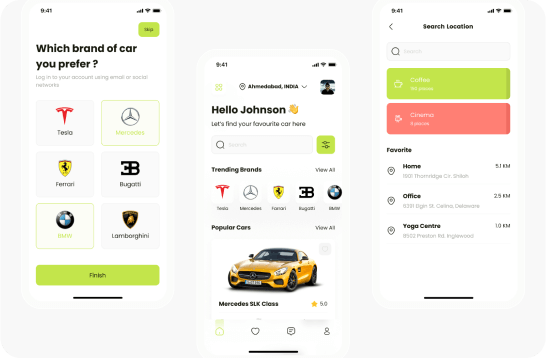 9:41
Skip
Which brand of car
you prefer ?
Log in to your account using email or social
networks
Tesla
Mercedes
Ferrari
Bugatti
BMW
Lamborghini
Finish
9:41
Ahmedabad, INDIA
Hello Johnson 👋
Let's find your favourite car here
Search
Trending Brands
View All
Tesla
Mercedes
Ferrari
Bugatti
BMW
Popular Cars
View All
Mercedes SLK Class
5.0
9:41
Search Location
Search
Coffee
places
Cinema
places
Favorite
Home
5.1 KM
1901 Thornridge Cir. Shiloh
Office
2.5 KM
6391 Elgin St. Celina, Delaware
Yoga Centre
1.0 KM
8502 Preston Rd. Inglewood